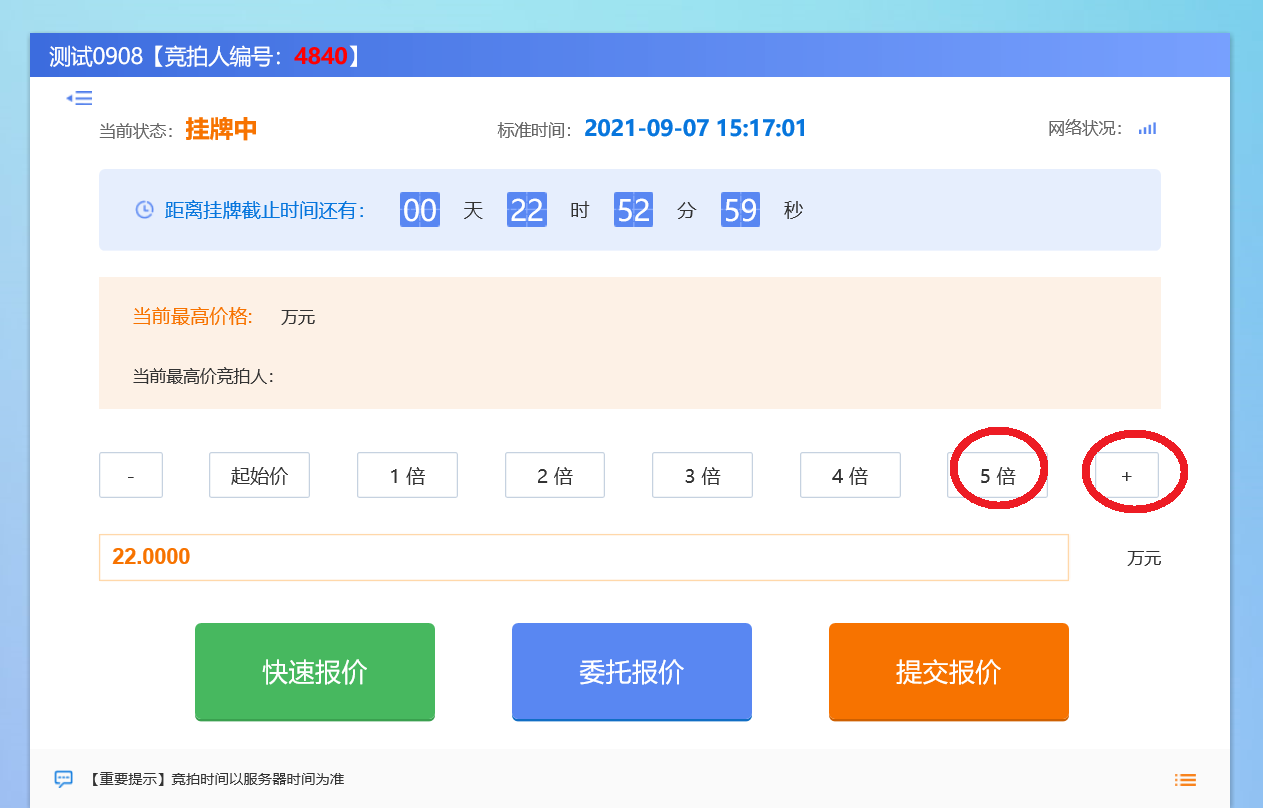 测试0908【竞拍人编号：4840】
当前状态： 挂牌中 标准时间： 2021-09-07 15:17:01 网络状况：
距离挂牌截止时间还有： 00 天 22 时 52 分 59 秒
当前最高价格: 万元
当前最高价竞拍人：
- 起始价 1 倍 2 倍 3 倍 4 倍 5 倍 +
22.0000 万元
快速报价 委托报价 提交报价
【重要提示】竞拍时间以服务器时间为准